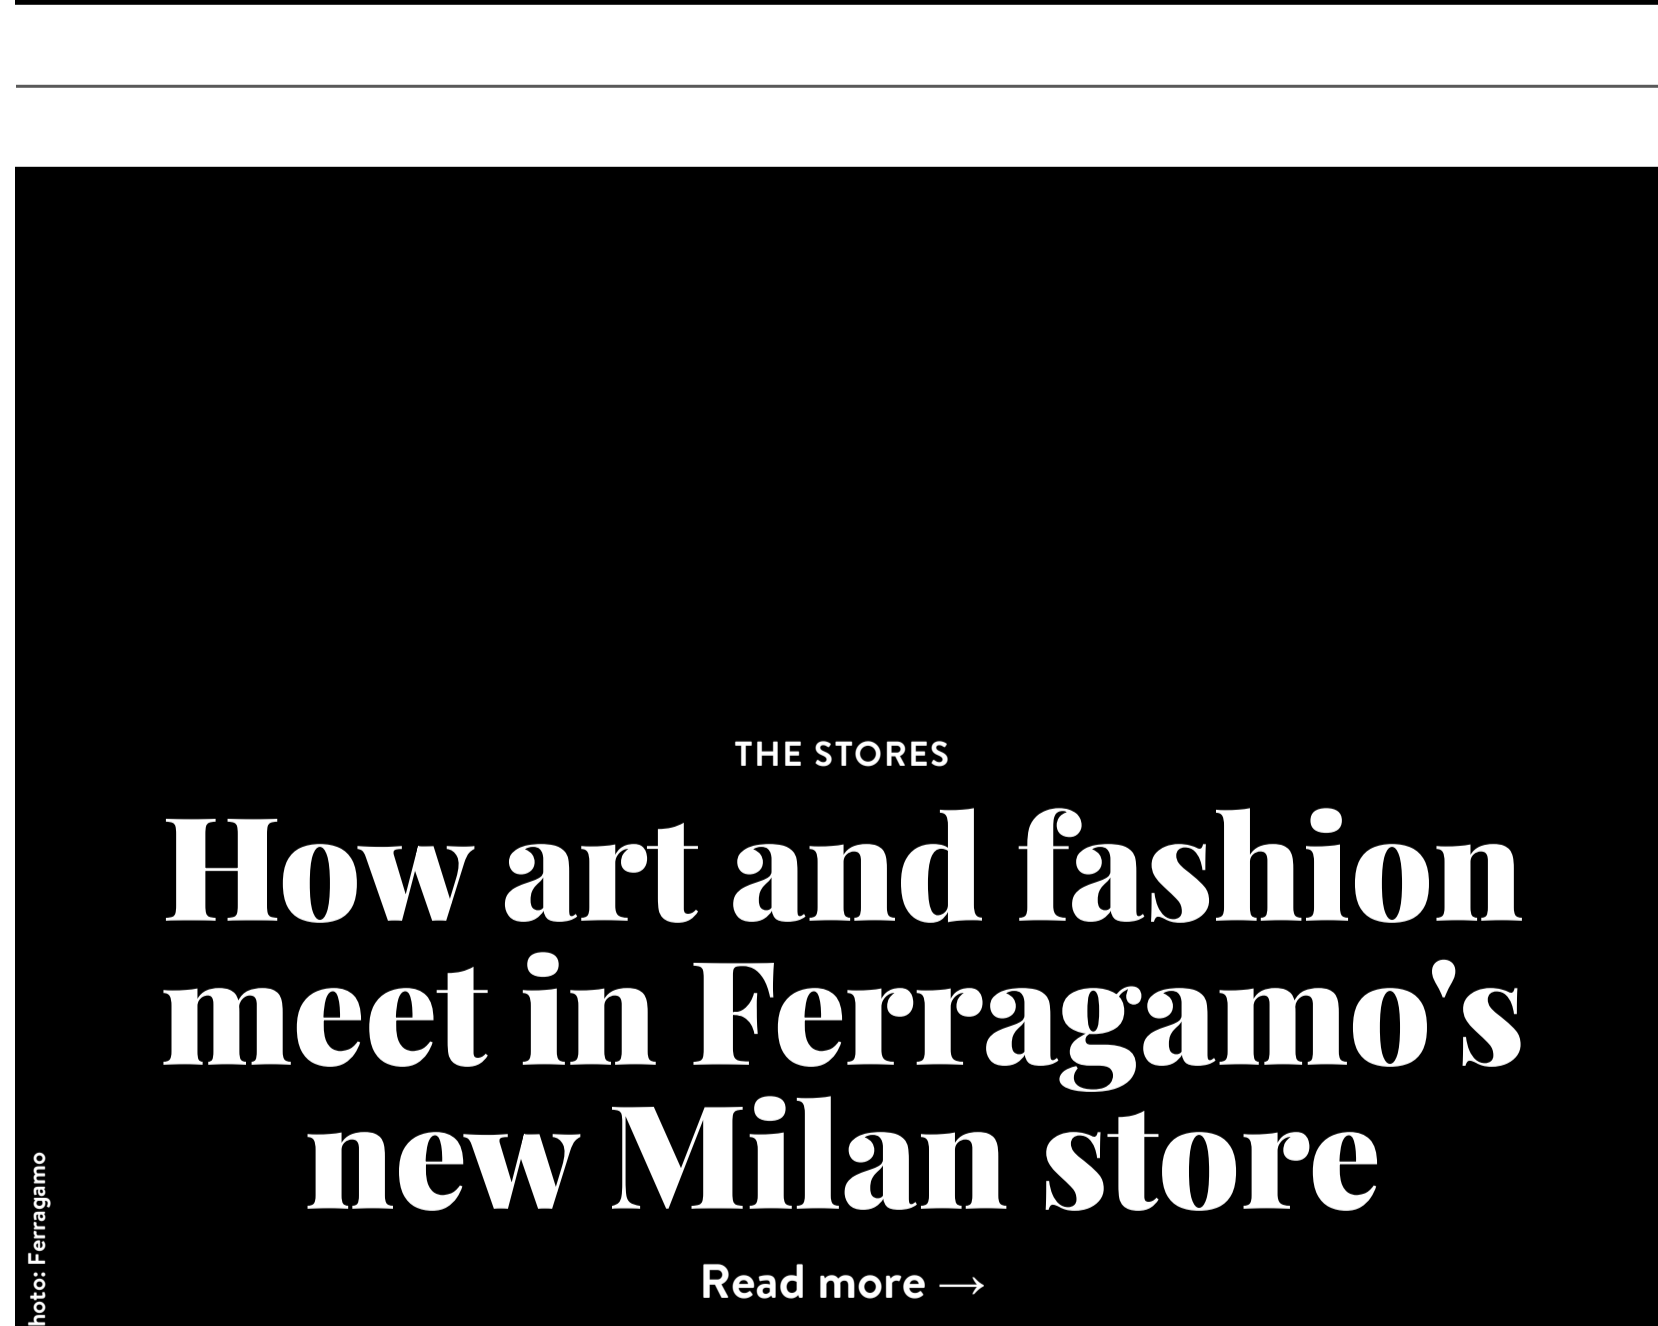 THE STORES
How art and fashion
meet in Ferragamo's
new Milan store
Read more →
hoto: Ferragamo